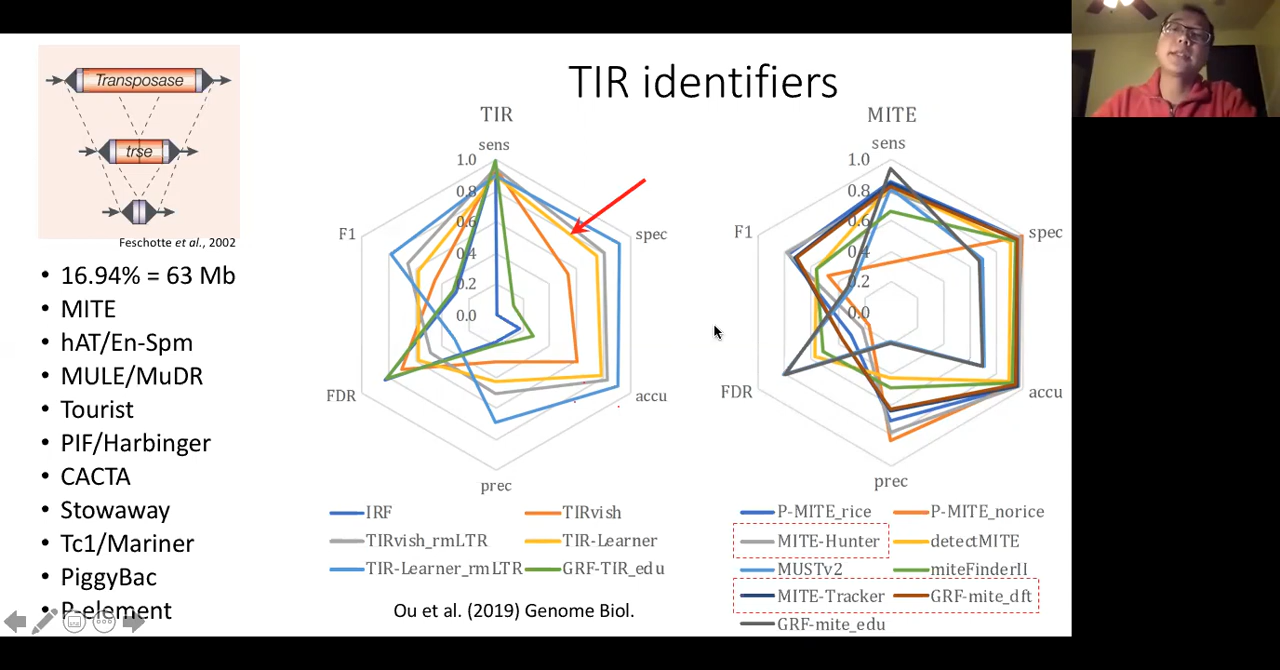 TIR identifiers
Transposase
trse
Feschotte et al., 2002
• 16.94% = 63 Mb
• MITE
• hAT/En-Spm
• MULE/MuDR
• Tourist
• PIF/Harbinger
• CACTA
• Stowaway
• Tc1/Mariner
• PiggyBac
• P-element
TIR
sens
1.0
0.8
0.6
0.4
0.2
0.0
F1
spec
FDR
accu
prec
IRF
TIRvish
TIRvish_rmLTR
TIR-Learner
TIR-Learner_rmLTR
GRF-TIR_edu
MITE
sens
1.0
0.8
0.6
0.4
0.2
0.0
F1
spec
FDR
accu
prec
P-MITE_rice
P-MITE_norice
MITE-Hunter
detectMITE
MUSTv2
miteFinderII
MITE-Tracker
GRF-mite_dft
GRF-mite_edu
Ou et al. (2019) Genome Biol.